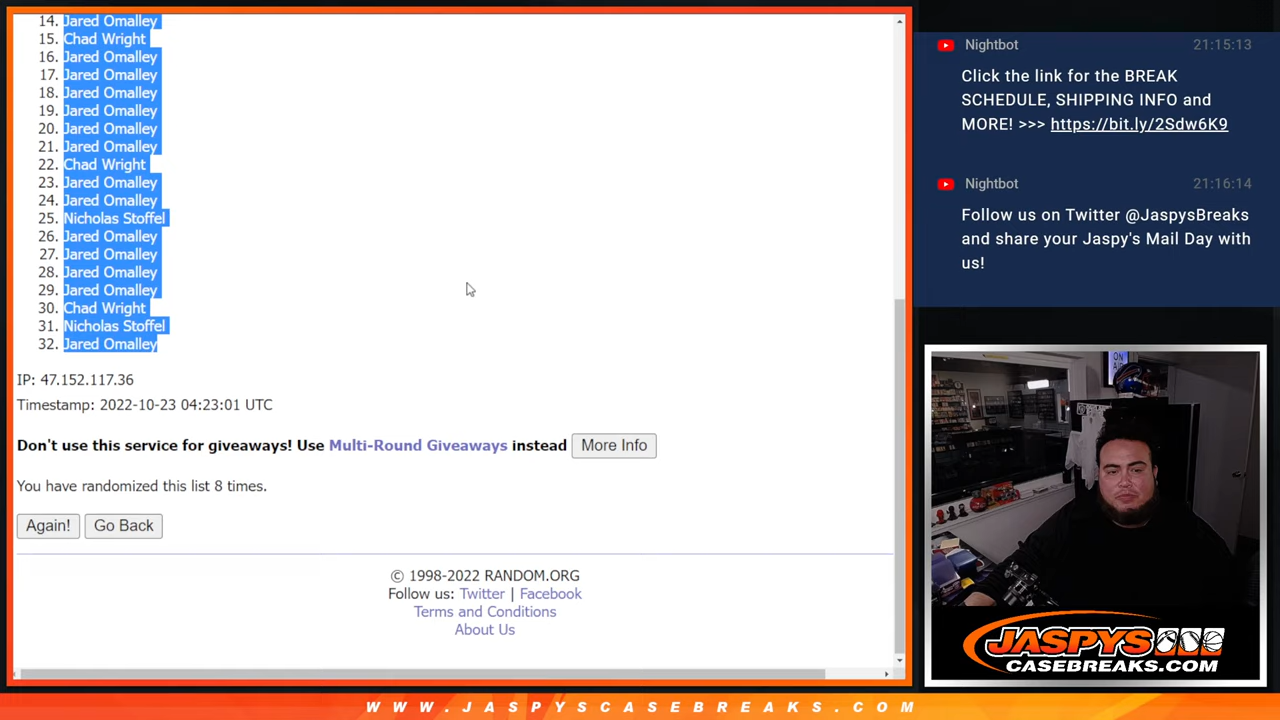 14. Jared Omalley
15. Chad Wright
16. Jared Omalley
17. Jared Omalley
18. Jared Omalley
19. Jared Omalley
20. Jared Omalley
21. Jared Omalley
22. Chad Wright
23. Jared Omalley
24. Jared Omalley
25. Nicholas Stoffel
26. Jared Omalley
27. Jared Omalley
28. Jared Omalley
29. Jared Omalley
30. Chad Wright
31. Nicholas Stoffel
32. Jared Omalley
IP: 47.152.117.36
Timestamp: 2022-10-23 04:23:01 UTC
Don't use this service for giveaways! Use Multi-Round Giveaways instead More Info
You have randomized this list 8 times.
Again! Go Back
© 1998-2022 RANDOM.ORG
Follow us: Twitter | Facebook
Terms and Conditions
About Us
Nightbot 21:15:13
Click the link for the BREAK
SCHEDULE, SHIPPING INFO and
MORE! >>> https://bit.ly/2Sdw6K9
Nightbot 21:16:14
Follow us on Twitter @JaspysBreaks
and share your Jaspy's Mail Day with
us!
ON
JASPYS
CASEBREAKS.COM
WWW.JASPYSCASEBREAKS.COM